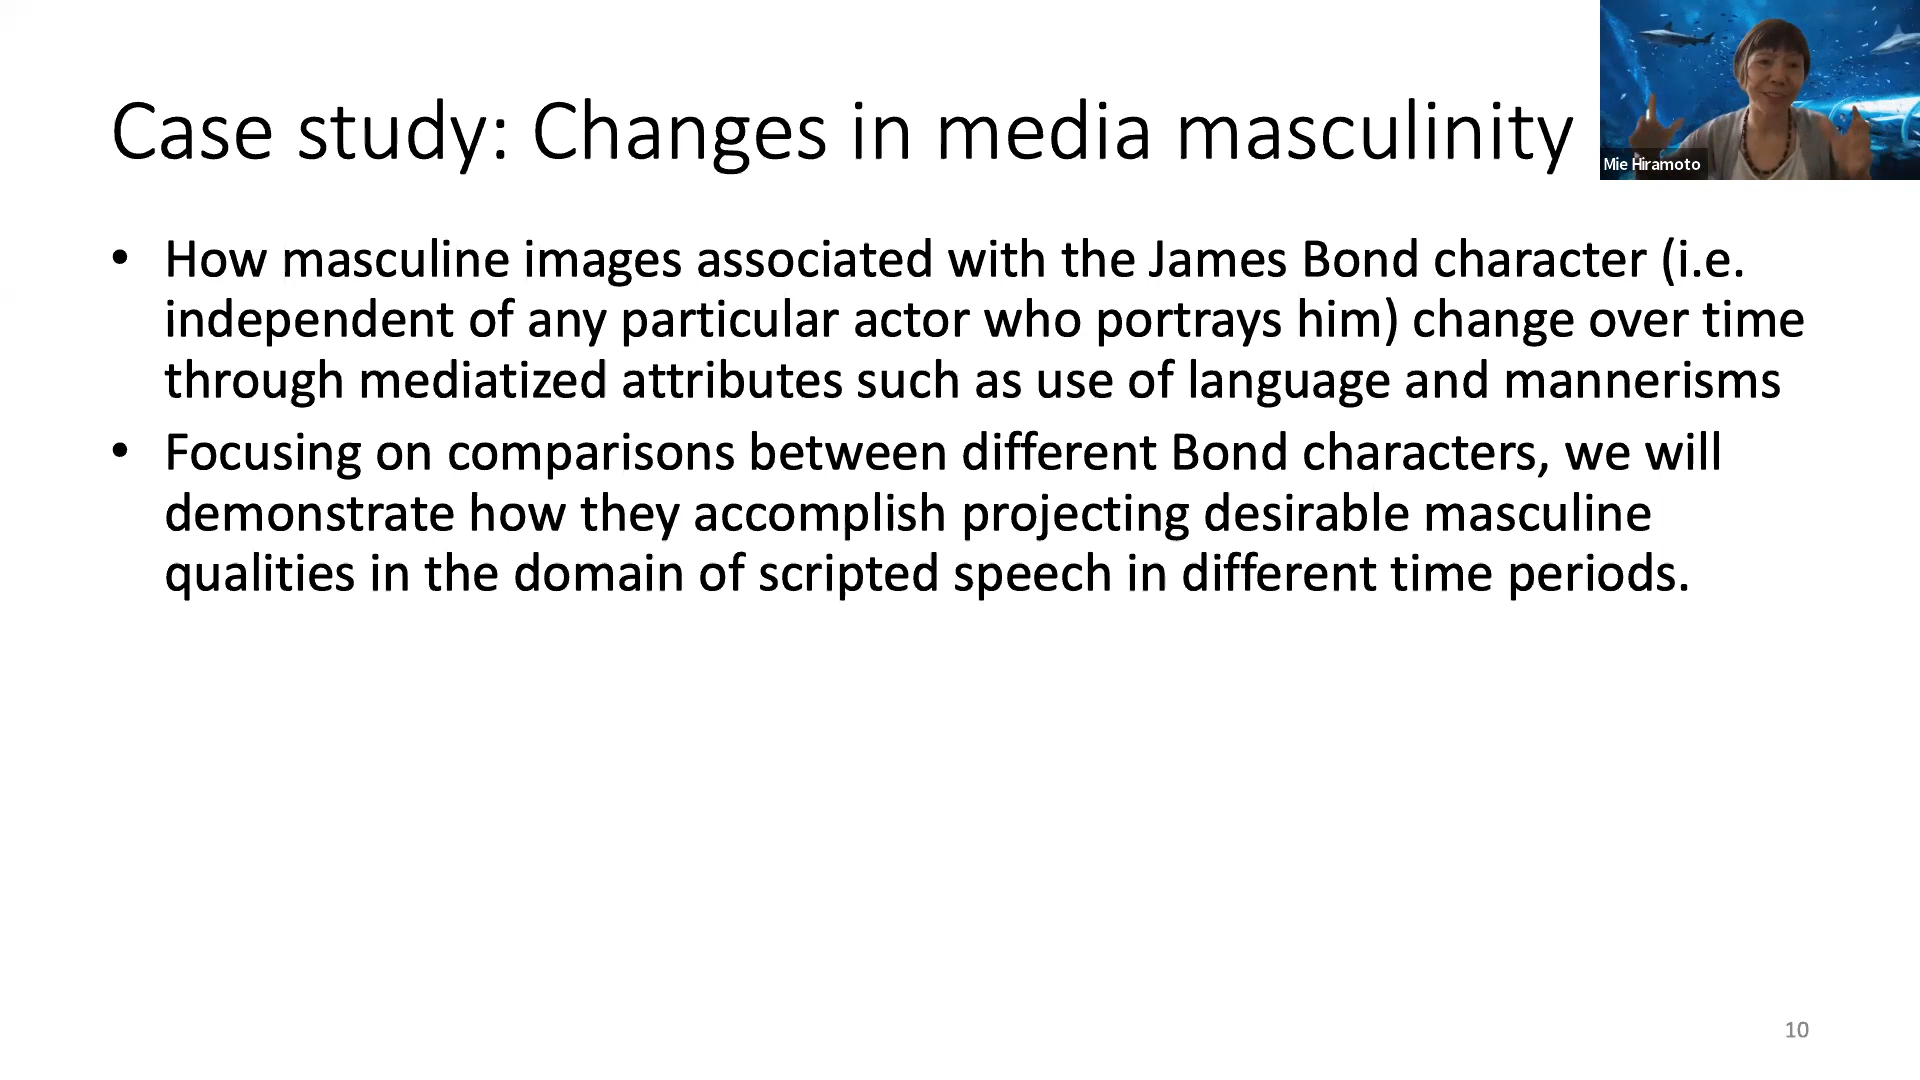 Case study: Changes in media masculinity
Mie Hiramoto
• How masculine images associated with the James Bond character (i.e.
independent of any particular actor who portrays him) change over time
through mediatized attributes such as use of language and mannerisms
• Focusing on comparisons between different Bond characters, we will
demonstrate how they accomplish projecting desirable masculine
qualities in the domain of scripted speech in different time periods.
10